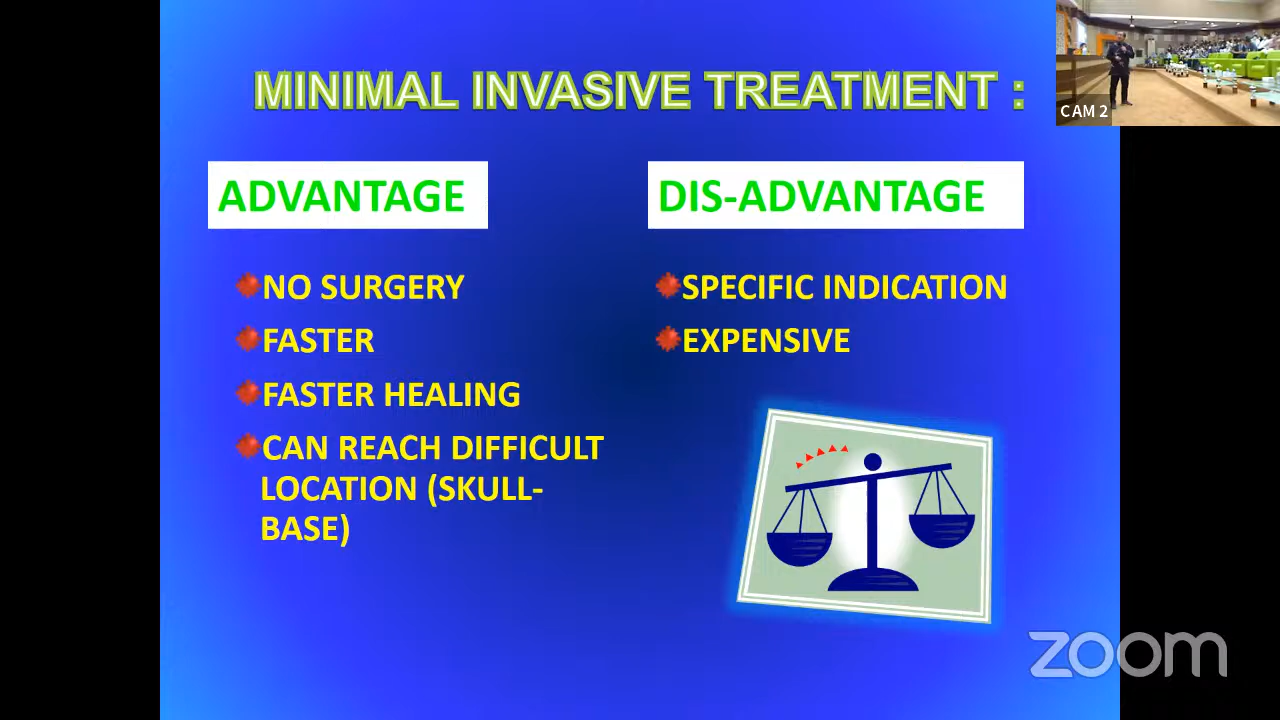 MINIMAL INVASIVE TREATMENT :
CAM 2
ADVANTAGE
NO SURGERY
FASTER
FASTER HEALING
CAN REACH DIFFICULT
LOCATION (SKULL-
BASE)
DIS-ADVANTAGE
SPECIFIC INDICATION
EXPENSIVE
zoom